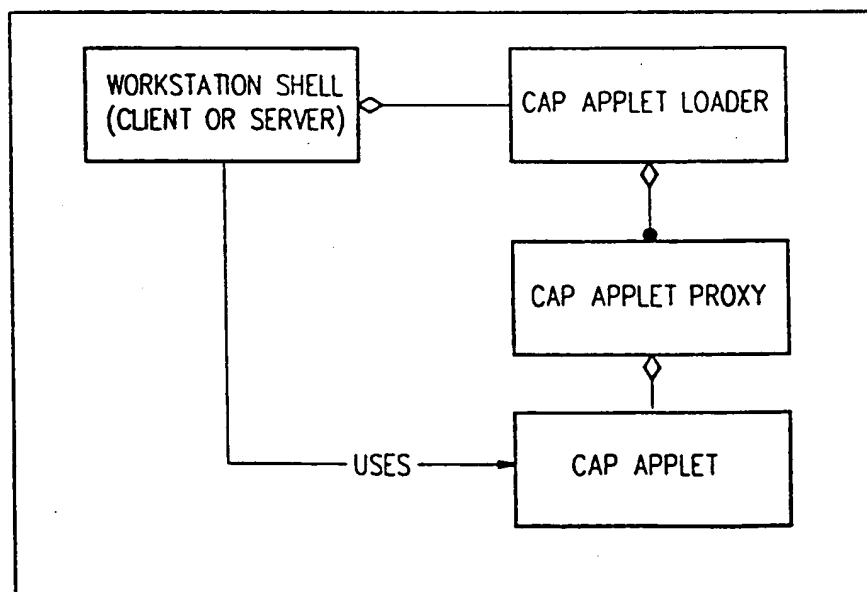 WORKSTATION SHELL
(CLIENT OR SERVER)
CAP APPLET LOADER
CAP APPLET PROXY
CAP APPLET
USES